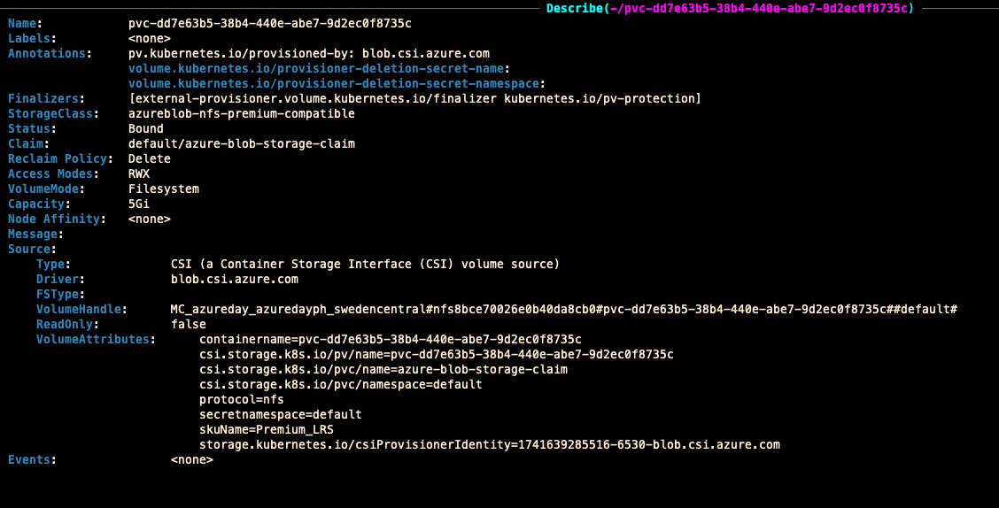 Describe(-/pvc-dd7e63b5-38b4-440e-abe7-9d2ec0f8735c)
Name: pvc-dd7e63b5-38b4-440e-abe7-9d2ec0f8735c
Labels: <none>
Annotations: pv.kubernetes.io/provisioned-by: blob.csi.azure.com
volume.kubernetes.io/provisioner-deletion-secret-name:
volume.kubernetes.io/provisioner-deletion-secret-namespace:
Finalizers: [external-provisioner.volume.kubernetes.io/finalizer kubernetes.io/pv-protection]
StorageClass: azureblob-nfs-premium-compatible
Status: Bound
Claim: default/azure-blob-storage-claim
Reclaim Policy: Delete
Access Modes: RWX
VolumeMode: Filesystem
Capacity: 5Gi
Node Affinity: <none>
Message:
Source:
Type: CSI (a Container Storage Interface (CSI) volume source)
Driver: blob.csi.azure.com
FSType:
VolumeHandle: MC_azureday_azuredayph_swedencentral#nfs8bce70026e0b40da8cb0#pvc-dd7e63b5-38b4-440e-abe7-9d2ec0f8735c##default#
ReadOnly: false
VolumeAttributes: containername=pvc-dd7e63b5-38b4-440e-abe7-9d2ec0f8735c
csi.storage.k8s.io/pv/name=pvc-dd7e63b5-38b4-440e-abe7-9d2ec0f8735c
csi.storage.k8s.io/pvc/name=azure-blob-storage-claim
csi.storage.k8s.io/pvc/namespace=default
protocol=nfs
secretnamespace=default
skuName=Premium_LRS
storage.kubernetes.io/csiProvisionerIdentity=1741639285516-6530-blob.csi.azure.com
Events: <none>